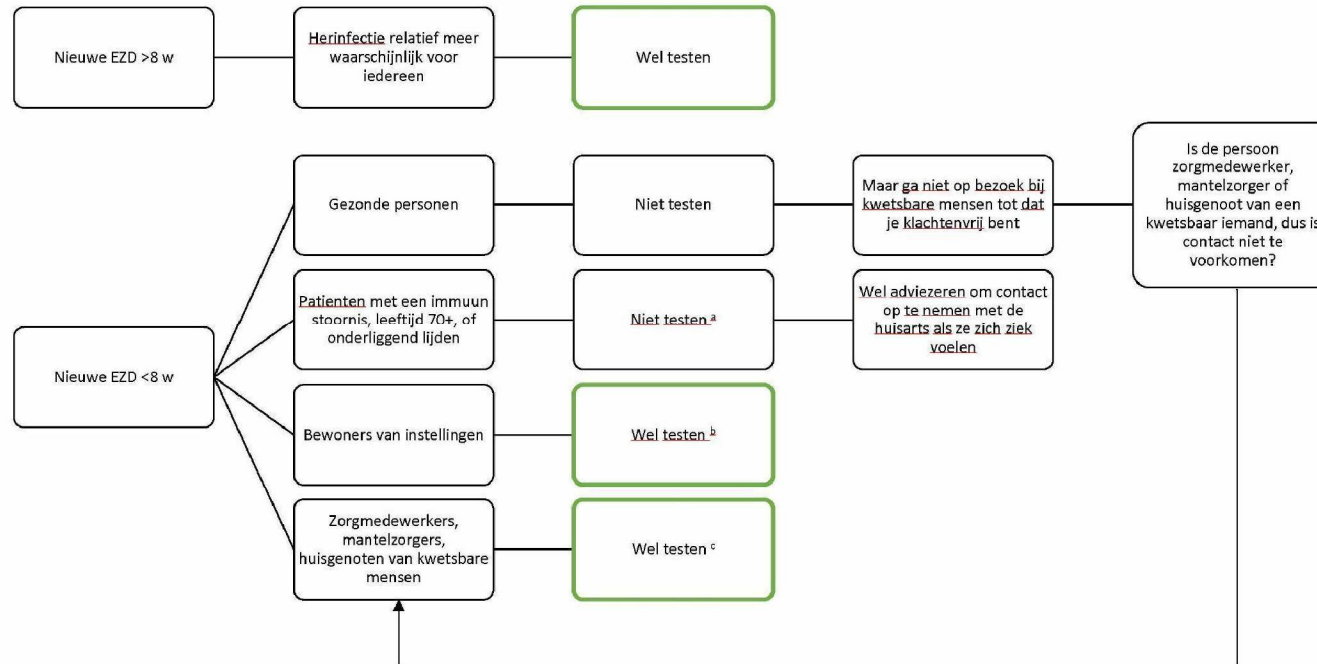 Nieuwe EZD >8 w
Herinfectie relatief meer
waarschijnlijk voor
iedereen
Wel testen
Nieuwe EZD <8 w
Gezonde personen
Niet testen
Maar ga niet op bezoek bij
kwetsbare mensen tot dat
je klachtenvrij bent
Is de persoon
zorgmedewerker,
mantelzorger of
huisgenoot van een
kwetsbaar iemand, dus is
contact niet te
voorkomen?
Patienten met een immuun
stoornis, leeftijd 70+, of
onderliggend lijden
Niet testen a
Wel adviezeren om contact
op te nemen met de
huisarts als ze zich ziek
voelen
Bewoners van instellingen
Wel testen b
Zorgmedewerkers,
mantelzorgers,
huisgenoten van kwetsbare
mensen
Wel testen c